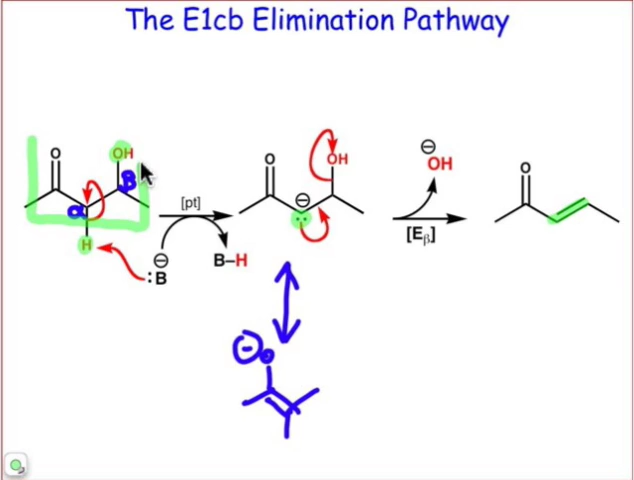 The E1cb Elimination Pathway
O OH
α β
H
⊖
:B
[pt]
B–H
O OH
⊖
⊖
OH
[Eβ]
O
⊖ O